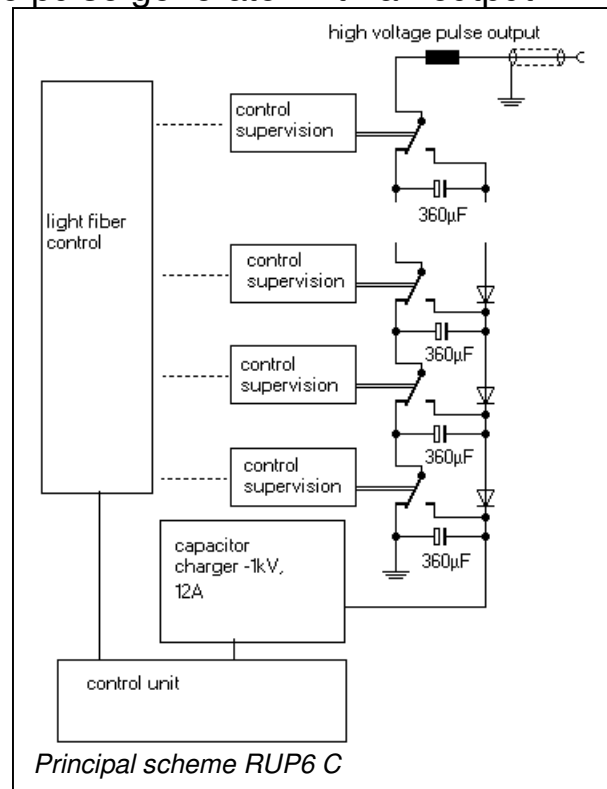 high voltage pulse output
control
supervision
360µF
light fiber
control
control
supervision
360µF
control
supervision
360µF
control
supervision
360µF
capacitor
charger -1kV,
12A
control unit
Principal scheme RUP6 C